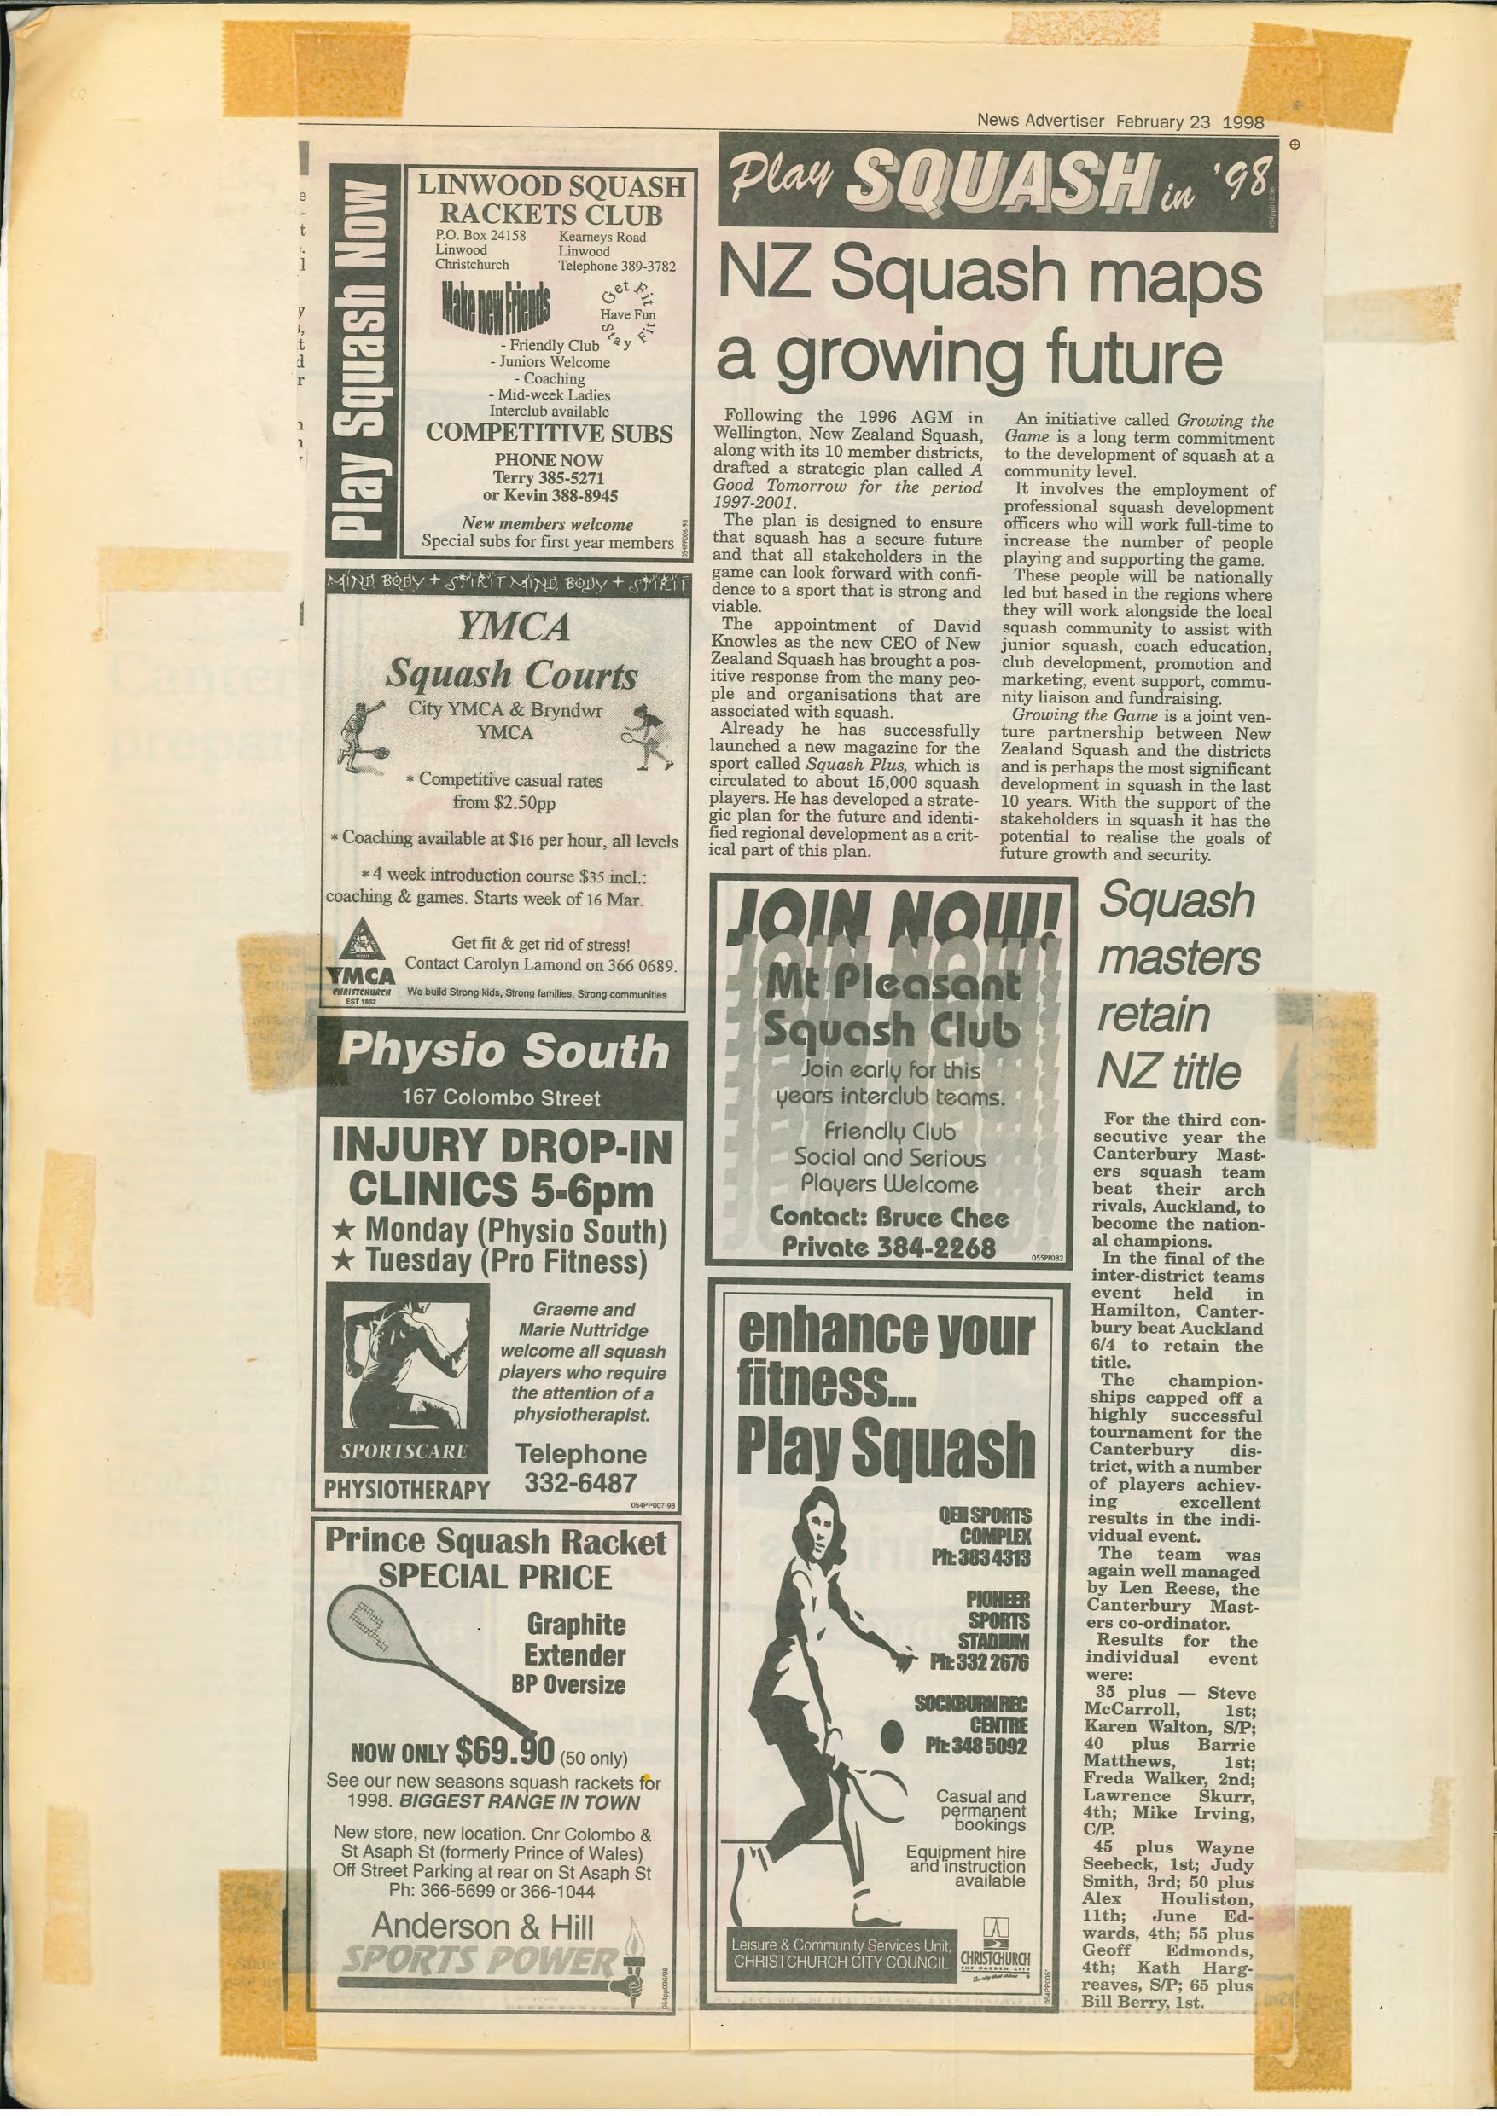 News Advertiser February 23 1998
Play Squash Now
LINWOOD SQUASH
RACKETS CLUB
P.O. Box 24158
Linwood
Christchurch
Kearneys Road
Linwood
Telephone 389-3782
Make new Friends
Get Fit
Have Fun
Stay Fit
- Friendly Club
- Juniors Welcome
- Coaching
- Mid-week Ladies
Interclub available
COMPETITIVE SUBS
PHONE NOW
Terry 385-5271
or Kevin 388-8945
New members welcome
Special subs for first year members
MIND BODY + SPIRIT MIND BODY + SPIRIT
YMCA
Squash Courts
City YMCA & Bryndwr
YMCA
* Competitive casual rates
from $2.50pp
* Coaching available at $16 per hour, all levels
* 4 week introduction course $35 incl.:
coaching & games. Starts week of 16 Mar.
Get fit & get rid of stress!
Contact Carolyn Lamond on 366 0689.
YMCA
CHRISTCHURCH
We build Strong kids, Strong families, Strong communities
Physio South
167 Colombo Street
INJURY DROP-IN
CLINICS 5-6pm
★ Monday (Physio South)
★ Tuesday (Pro Fitness)
Graeme and
Marie Nuttridge
welcome all squash
players who require
the attention of a
physiotherapist.
SPORTSCARE
PHYSIOTHERAPY
Telephone
332-6487
Prince Squash Racket
SPECIAL PRICE
Graphite
Extender
BP Oversize
NOW ONLY $69.90 (50 only)
See our new seasons squash rackets for
1998. BIGGEST RANGE IN TOWN
New store, new location. Cnr Colombo &
St Asaph St (formerly Prince of Wales)
Off Street Parking at rear on St Asaph St
Ph: 366-5699 or 366-1044
Anderson & Hill
SPORTS POWER
Play SQUASH in '98
NZ Squash maps
a growing future
Following the 1996 AGM in
Wellington, New Zealand Squash,
along with its 10 member districts,
drafted a strategic plan called A
Good Tomorrow for the period
1997-2001.
The plan is designed to ensure
that squash has a secure future
and that all stakeholders in the
game can look forward with confi-
dence to a sport that is strong and
viable.
The appointment of David
Knowles as the new CEO of New
Zealand Squash has brought a pos-
itive response from the many peo-
ple and organisations that are
associated with squash.
Already he has successfully
launched a new magazine for the
sport called Squash Plus, which is
circulated to about 15,000 squash
players. He has developed a strate-
gic plan for the future and identi-
fied regional development as a crit-
ical part of this plan.
An initiative called Growing the
Game is a long term commitment
to the development of squash at a
community level.
It involves the employment of
professional squash development
officers who will work full-time to
increase the number of people
playing and supporting the game.
These people will be nationally
led but based in the regions where
they will work alongside the local
squash community to assist with
junior squash, coach education,
club development, promotion and
marketing, event support, commu-
nity liaison and fundraising.
Growing the Game is a joint ven-
ture partnership between New
Zealand Squash and the districts
and is perhaps the most significant
development in squash in the last
10 years. With the support of the
stakeholders in squash it has the
potential to realise the goals of
future growth and security.
JOIN NOW!
Mt Pleasant
Squash Club
Join early for this
years interclub teams.
Friendly Club
Social and Serious
Players Welcome
Contact: Bruce Chee
Private 384-2268
enhance your
fitness...
Play Squash
QEII SPORTS
COMPLEX
Ph: 383 4313
PIONEER
SPORTS
STADIUM
Ph: 332 2676
SOCKBURN REC
CENTRE
Ph: 348 5092
Casual and
permanent
bookings
Equipment hire
and instruction
available
Leisure & Community Services Unit,
CHRISTCHURCH CITY COUNCIL
CHRISTCHURCH
Squash
masters
retain
NZ title
For the third con-
secutive year the
Canterbury Mast-
ers squash team
beat their arch
rivals, Auckland, to
become the nation-
al champions.
In the final of the
inter-district teams
event held in
Hamilton, Canter-
bury beat Auckland
6/4 to retain the
title.
The champion-
ships capped off a
highly successful
tournament for the
Canterbury dis-
trict, with a number
of players achiev-
ing excellent
results in the indi-
vidual event.
The team was
again well managed
by Len Reese, the
Canterbury Mast-
ers co-ordinator.
Results for the
individual event
were:
35 plus — Steve
McCarroll, 1st;
Karen Walton, S/P;
40 plus Barrie
Matthews, 1st;
Freda Walker, 2nd;
Lawrence Skurr,
4th; Mike Irving,
C/P.
45 plus Wayne
Seebeck, 1st; Judy
Smith, 3rd; 50 plus
Alex Houliston,
11th; June Ed-
wards, 4th; 55 plus
Geoff Edmonds,
4th; Kath Harg-
reaves, S/P; 65 plus
Bill Berry, 1st.